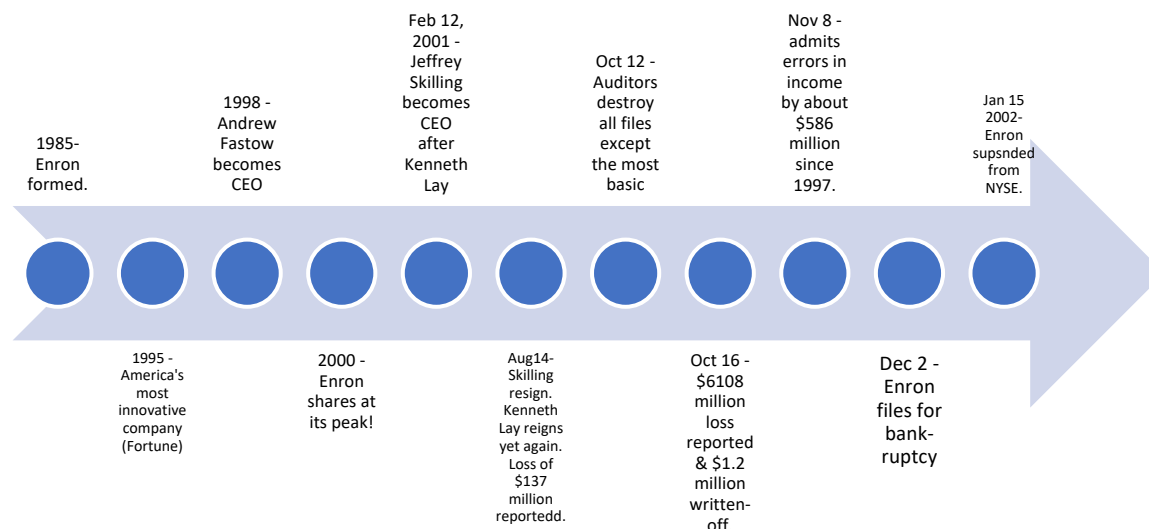 1985-
Enron
formed.
1995 -
America's
most
innovative
company
(Fortune)
1998 -
Andrew
Fastow
becomes
CEO
2000 -
Enron
shares at
its peak!
Feb 12,
2001 -
Jeffrey
Skilling
becomes
CEO
after
Kenneth
Lay
Aug14-
Skilling
resign.
Kenneth
Lay reigns
yet again.
Loss of
$137
million
reportedd.
Oct 12 -
Auditors
destroy
all files
except
the most
basic
Oct 16 -
$6108
million
loss
reported
& $1.2
million
written-
off
Nov 8 -
admits
errors in
income
by about
$586
million
since
1997.
Dec 2 -
Enron
files for
bank-
ruptcy
Jan 15
2002-
Enron
supsnded
from
NYSE.